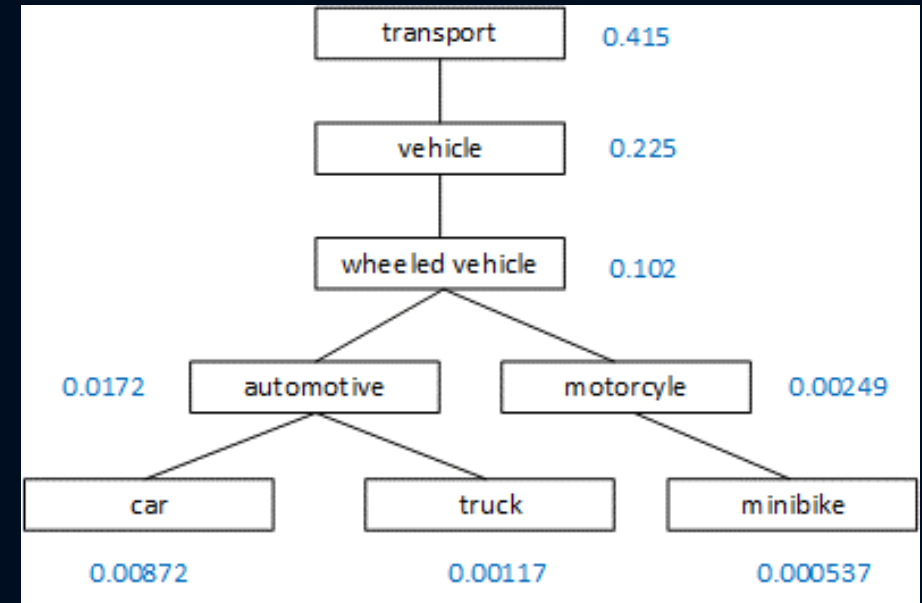 transport 0.415
vehicle 0.225
wheeled vehicle 0.102
0.0172 automotive motorcyle 0.00249
car truck minibike
0.00872 0.00117 0.000537